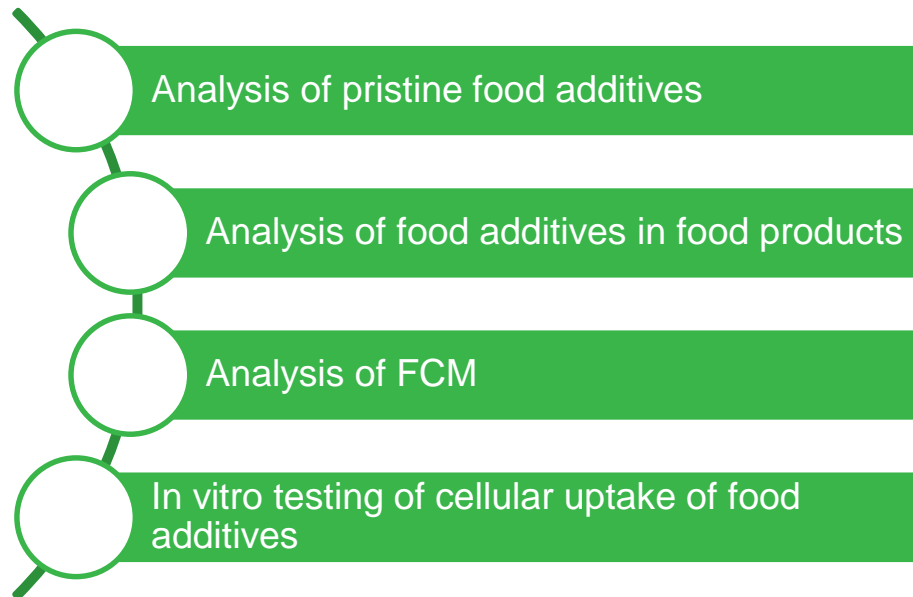 Analysis of pristine food additives
Analysis of food additives in food products
Analysis of FCM
In vitro testing of cellular uptake of food
additives